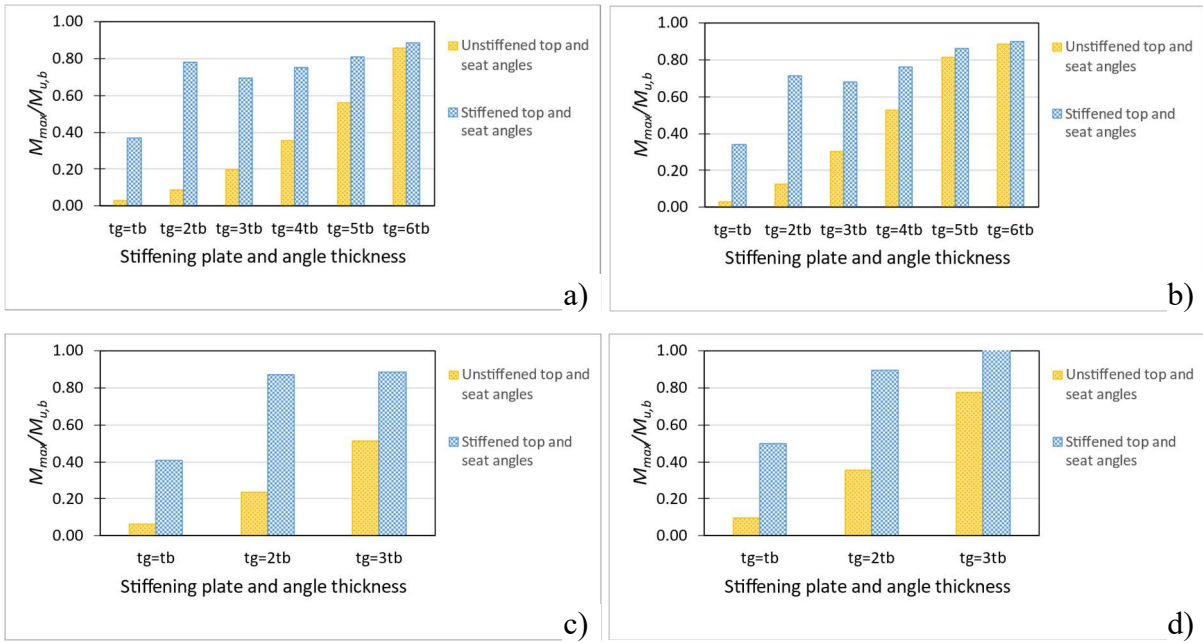 1.00
0.80
0.60
0.40
0.20
0.00
M_max/M_u,b
tg=tb tg=2tb tg=3tb tg=4tb tg=5tb tg=6tb
Stiffening plate and angle thickness
Unstiffened top and
seat angles
Stiffened top and
seat angles
a)
1.00
0.80
0.60
0.40
0.20
0.00
M_max/M_u,b
tg=tb tg=2tb tg=3tb tg=4tb tg=5tb tg=6tb
Stiffening plate and angle thickness
Unstiffened top and
seat angles
Stiffened top and
seat angles
b)
1.00
0.80
0.60
0.40
0.20
0.00
M_max/M_u,b
tg=tb tg=2tb tg=3tb
Stiffening plate and angle thickness
Unstiffened top and
seat angles
Stiffened top and
seat angles
c)
1.00
0.80
0.60
0.40
0.20
0.00
M_max/M_u,b
tg=tb tg=2tb tg=3tb
Stiffening plate and angle thickness
Unstiffened top and
seat angles
Stiffened top and
seat angles
d)